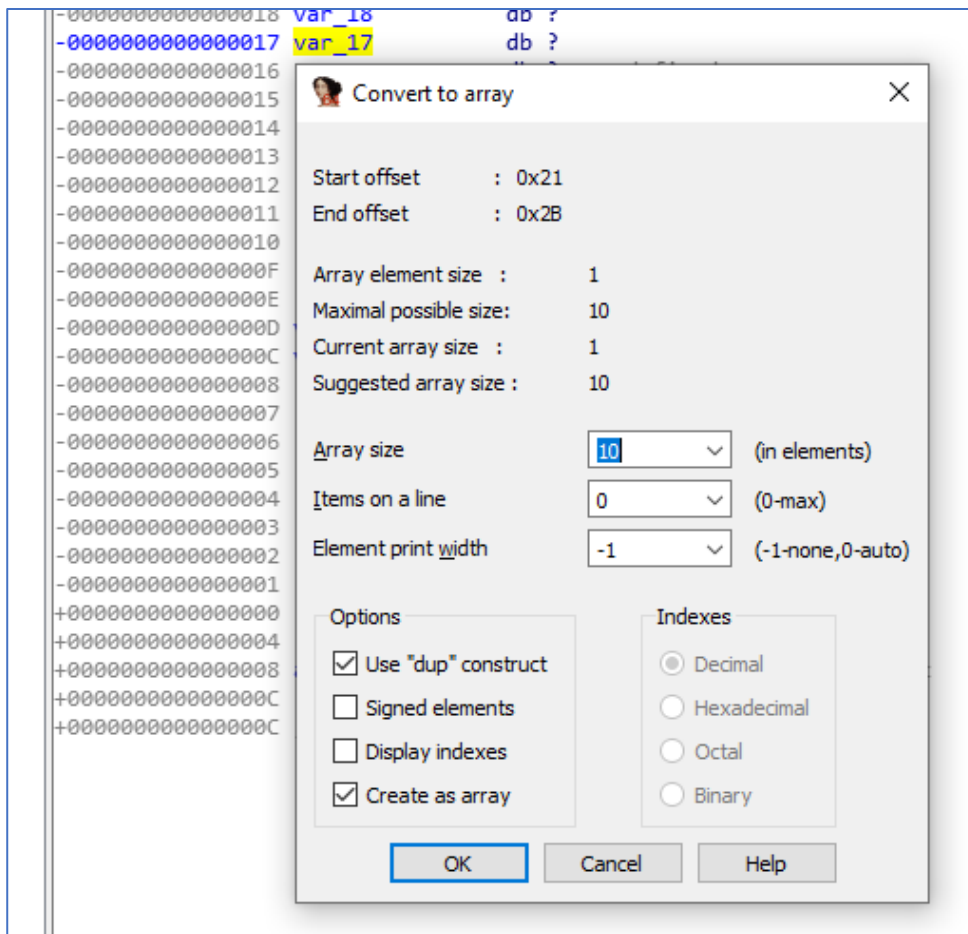 -0000000000000018 var_18 db ?
-0000000000000017 var_17 db ?
-0000000000000016
-0000000000000015
-0000000000000014
-0000000000000013
-0000000000000012
-0000000000000011
-0000000000000010
-000000000000000F
-000000000000000E
-000000000000000D
-000000000000000C
-0000000000000008
-0000000000000007
-0000000000000006
-0000000000000005
-0000000000000004
-0000000000000003
-0000000000000002
-0000000000000001
+0000000000000000
+0000000000000004
+0000000000000008
+000000000000000C
+000000000000000C
Convert to array
Start offset : 0x21
End offset : 0x2B
Array element size : 1
Maximal possible size: 10
Current array size : 1
Suggested array size : 10
Array size 10 (in elements)
Items on a line 0 (0-max)
Element print width -1 (-1-none,0-auto)
Options
Use "dup" construct
Signed elements
Display indexes
Create as array
Indexes
Decimal
Hexadecimal
Octal
Binary
OK Cancel Help